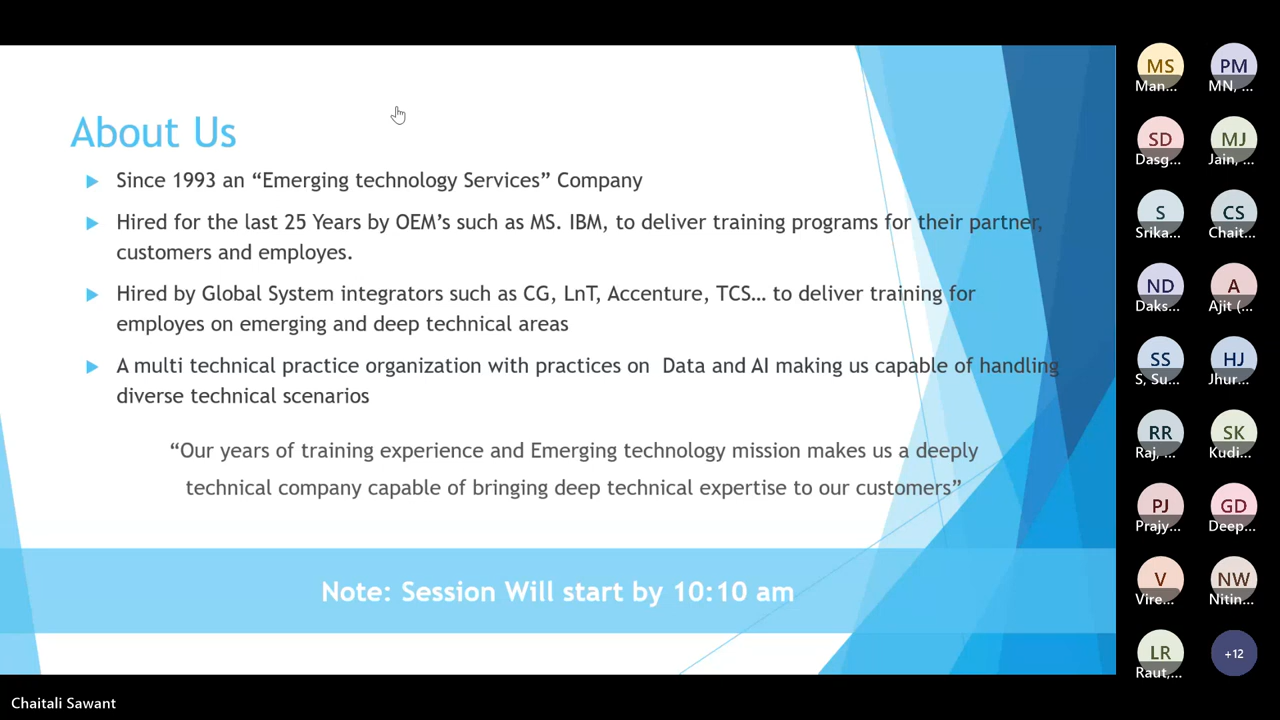 About Us
Since 1993 an “Emerging technology Services” Company
Hired for the last 25 Years by OEM’s such as MS. IBM, to deliver training programs for their partner,
customers and employes.
Hired by Global System integrators such as CG, LnT, Accenture, TCS… to deliver training for
employes on emerging and deep technical areas
A multi technical practice organization with practices on  Data and AI making us capable of handling
diverse technical scenarios
“Our years of training experience and Emerging technology mission makes us a deeply
technical company capable of bringing deep technical expertise to our customers”
Note: Session Will start by 10:10 am
MS
Man...
PM
MN, ...
SD
Dasg...
MJ
Jain, ...
S
Srika...
CS
Chait...
ND
Daks...
A
Ajit (...
SS
S, Su...
HJ
Jhur...
RR
Raj, ...
SK
Kudi...
PJ
Prajy...
GD
Deep...
V
Vire...
NW
Nitin...
LR
Raut,...
+12
Chaitali Sawant